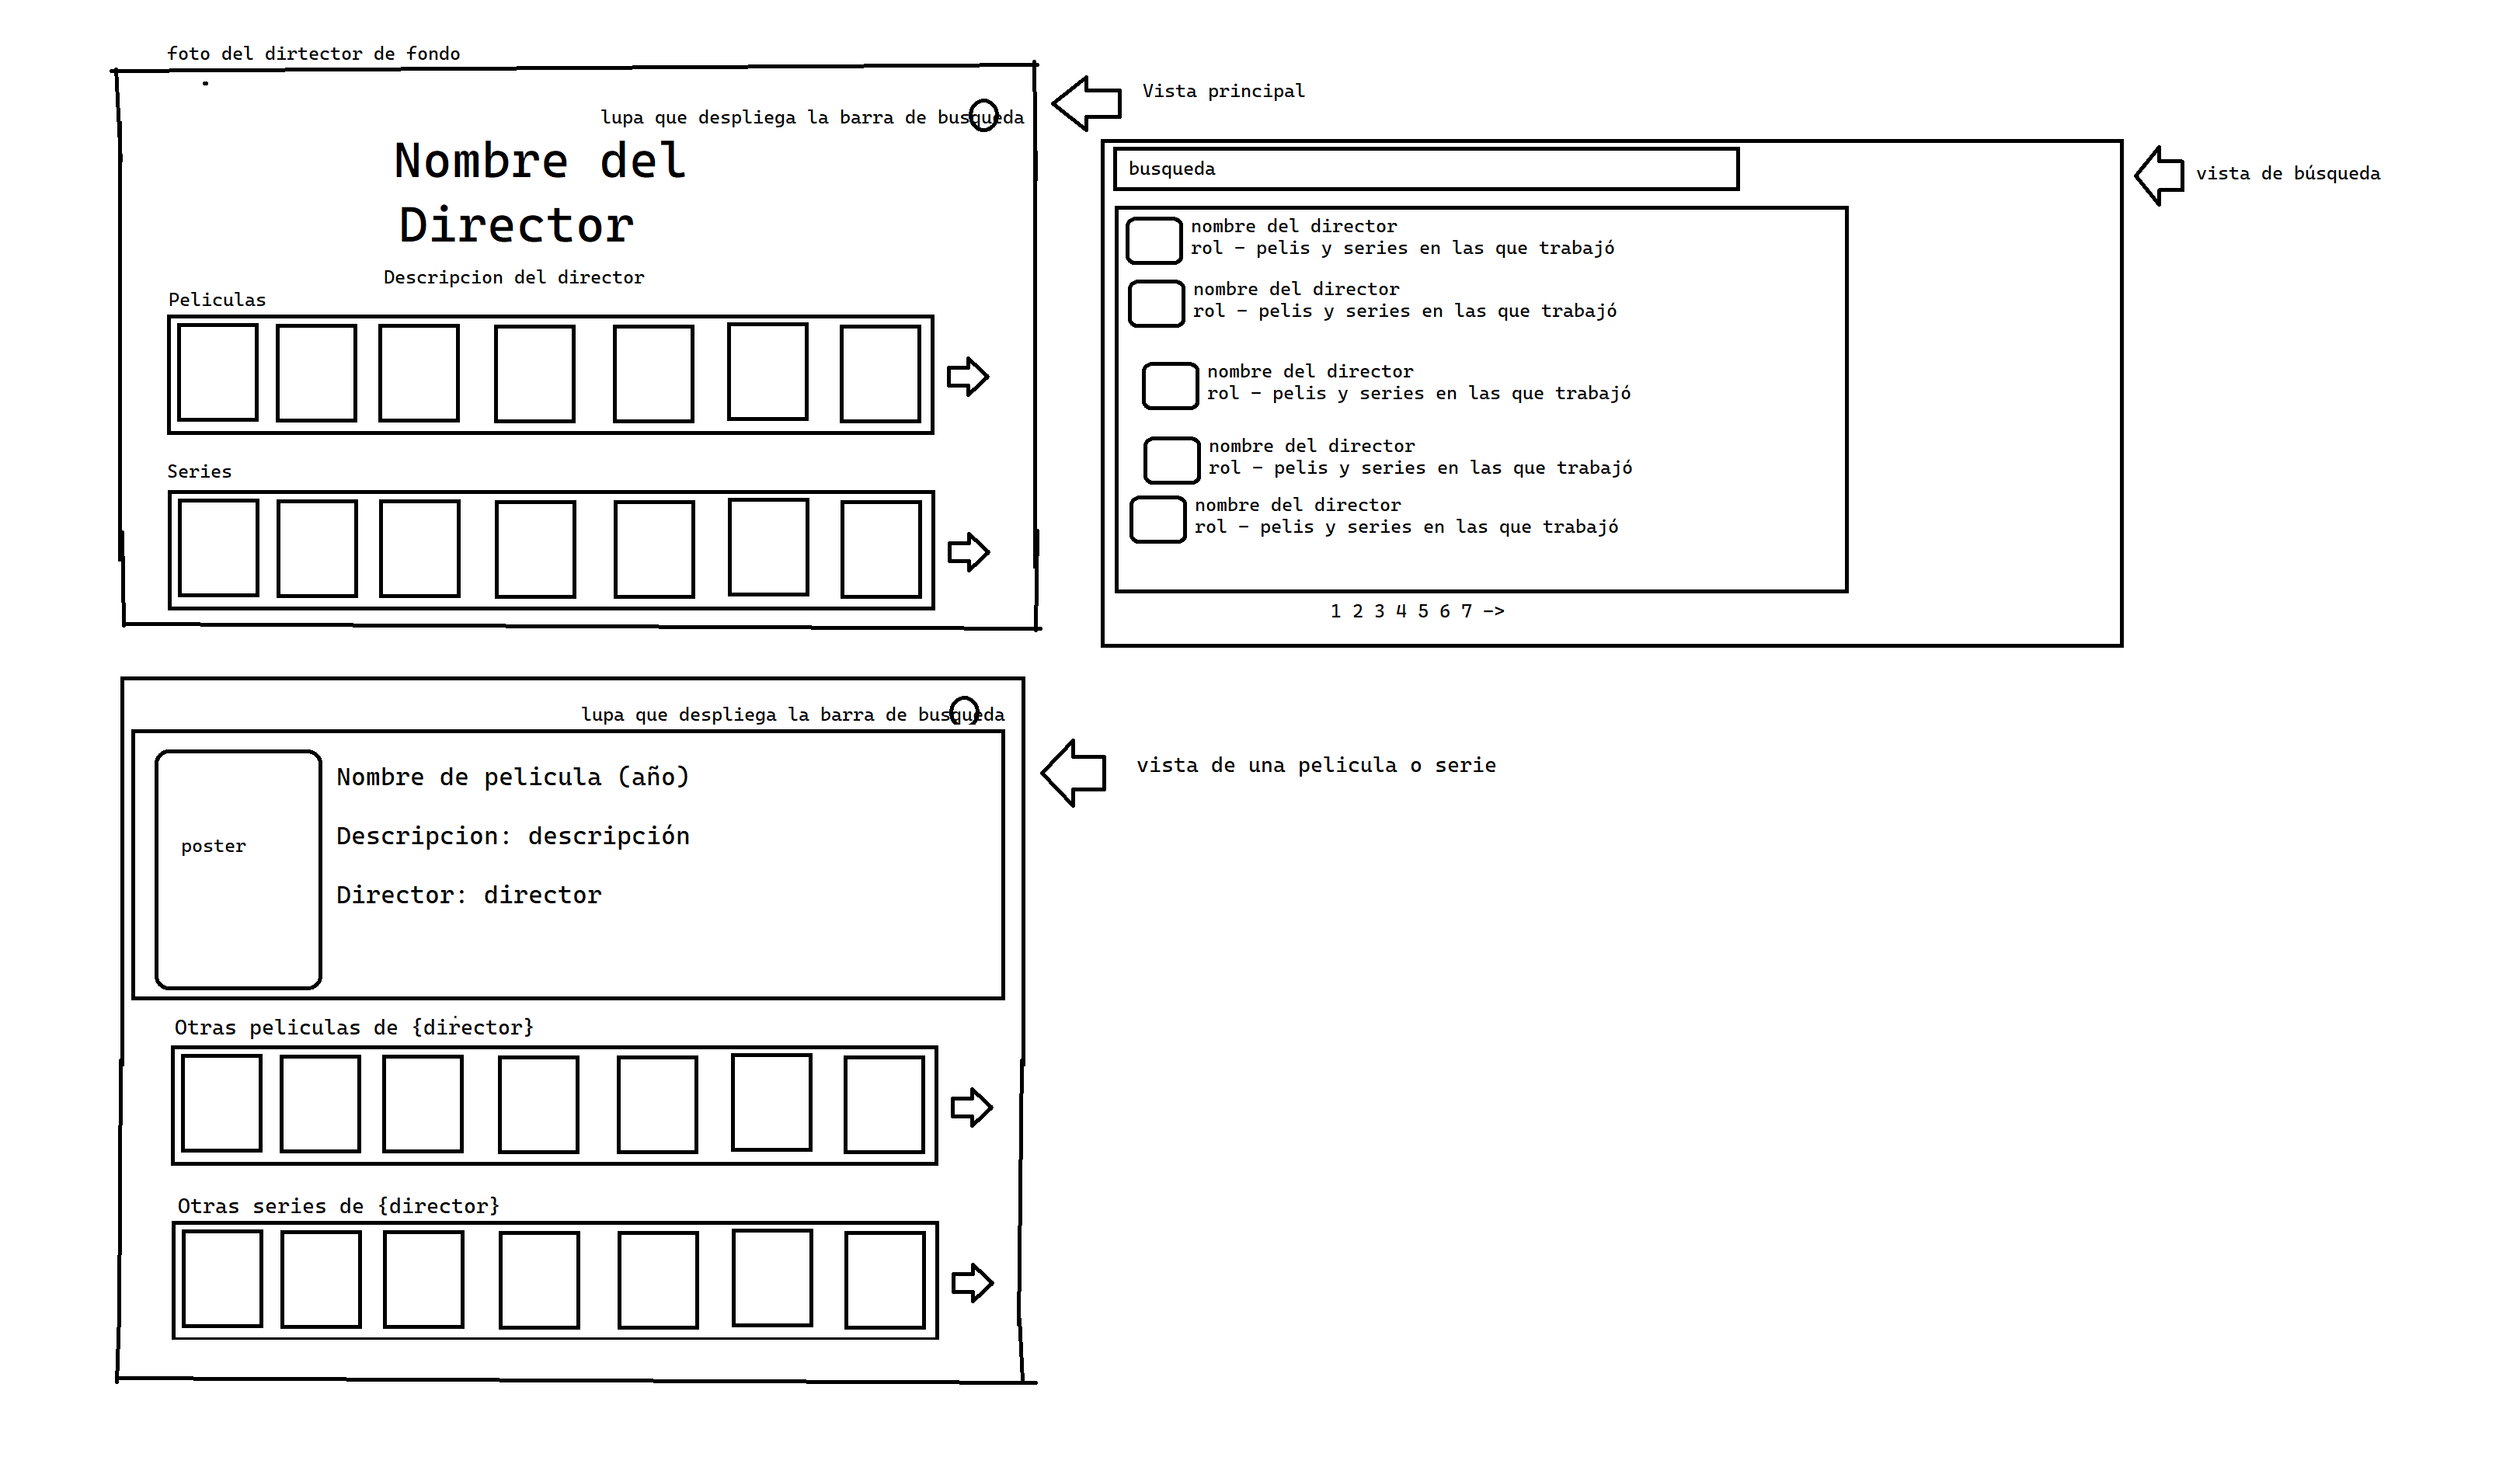 foto del dirtector de fondo
lupa que despliega la barra de busqueda
Nombre del
Director
Descripcion del director
Peliculas
Series
Vista principal
busqueda
nombre del director
rol - pelis y series en las que trabajó
nombre del director
rol - pelis y series en las que trabajó
nombre del director
rol - pelis y series en las que trabajó
nombre del director
rol - pelis y series en las que trabajó
nombre del director
rol - pelis y series en las que trabajó
1 2 3 4 5 6 7 ->
vista de búsqueda
lupa que despliega la barra de busqueda
poster
Nombre de pelicula (año)
Descripcion: descripción
Director: director
Otras peliculas de {director}
Otras series de {director}
vista de una pelicula o serie